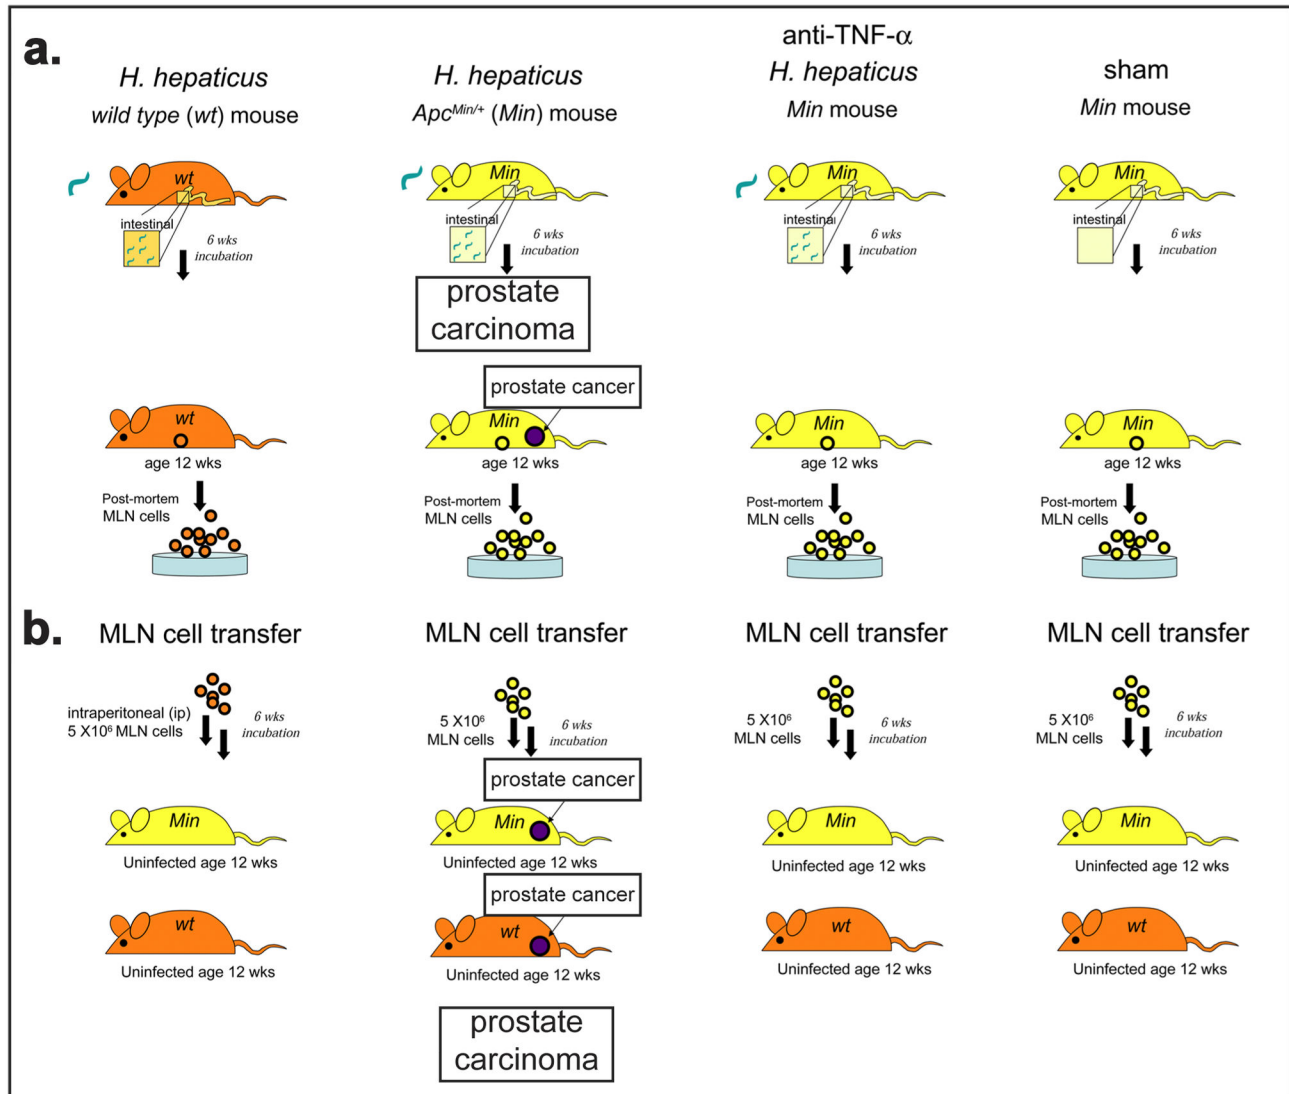 a.
H. hepaticus
wild type (wt) mouse
wt
intestinal
6 wks
incubation
wt
age 12 wks
Post-mortem
MLN cells
H. hepaticus
Apc^Min/+ (Min) mouse
Min
intestinal
6 wks
incubation
prostate
carcinoma
prostate cancer
Min
age 12 wks
Post-mortem
MLN cells
anti-TNF-α
H. hepaticus
Min mouse
Min
intestinal
6 wks
incubation
Min
age 12 wks
Post-mortem
MLN cells
sham
Min mouse
Min
intestinal
6 wks
incubation
Min
age 12 wks
Post-mortem
MLN cells
b.
MLN cell transfer
intraperitoneal (ip)
5 X10⁶ MLN cells
6 wks
incubation
Min
Uninfected age 12 wks
wt
Uninfected age 12 wks
MLN cell transfer
5 X10⁶
MLN cells
6 wks
incubation
prostate cancer
Min
Uninfected age 12 wks
prostate cancer
wt
Uninfected age 12 wks
prostate
carcinoma
MLN cell transfer
5 X10⁶
MLN cells
6 wks
incubation
Min
Uninfected age 12 wks
wt
Uninfected age 12 wks
MLN cell transfer
5 X10⁶
MLN cells
6 wks
incubation
Min
Uninfected age 12 wks
wt
Uninfected age 12 wks